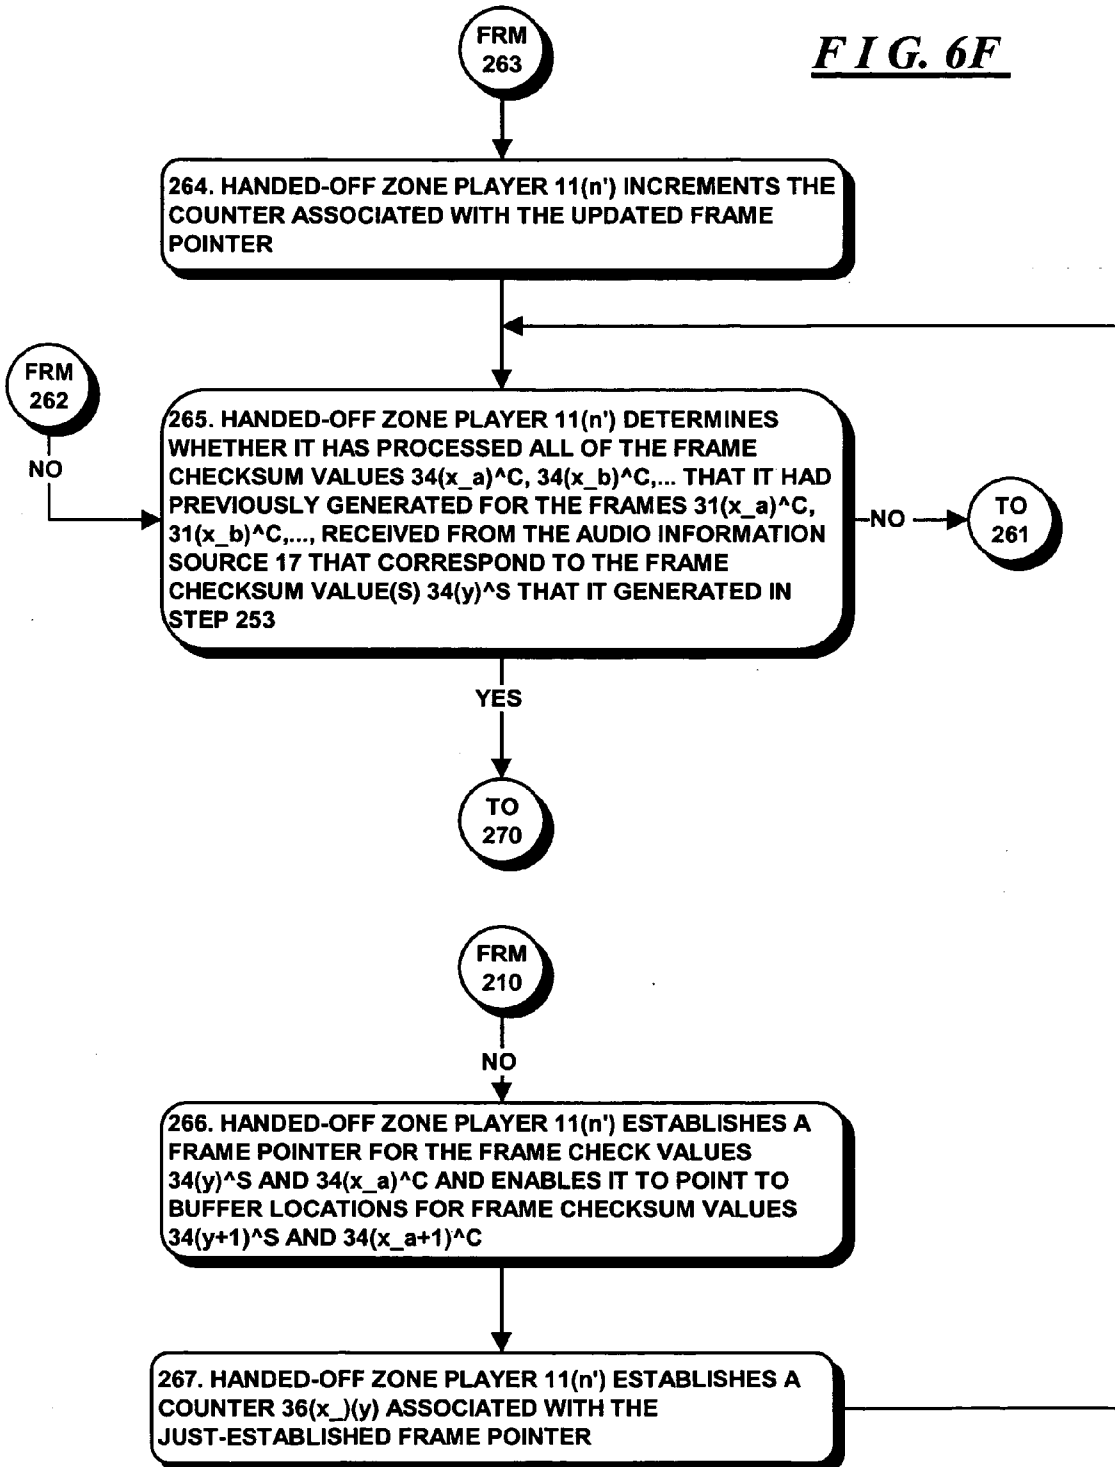 FRM
263
F I G. 6F
264. HANDED-OFF ZONE PLAYER 11(n') INCREMENTS THE
COUNTER ASSOCIATED WITH THE UPDATED FRAME
POINTER
FRM
262
NO
265. HANDED-OFF ZONE PLAYER 11(n') DETERMINES
WHETHER IT HAS PROCESSED ALL OF THE FRAME
CHECKSUM VALUES 34(x_a)^C, 34(x_b)^C,... THAT IT HAD
PREVIOUSLY GENERATED FOR THE FRAMES 31(x_a)^C,
31(x_b)^C,..., RECEIVED FROM THE AUDIO INFORMATION
SOURCE 17 THAT CORRESPOND TO THE FRAME
CHECKSUM VALUE(S) 34(y)^S THAT IT GENERATED IN
STEP 253
NO
TO
261
YES
TO
270
FRM
210
NO
266. HANDED-OFF ZONE PLAYER 11(n') ESTABLISHES A
FRAME POINTER FOR THE FRAME CHECK VALUES
34(y)^S AND 34(x_a)^C AND ENABLES IT TO POINT TO
BUFFER LOCATIONS FOR FRAME CHECKSUM VALUES
34(y+1)^S AND 34(x_a+1)^C
267. HANDED-OFF ZONE PLAYER 11(n') ESTABLISHES A
COUNTER 36(x_)(y) ASSOCIATED WITH THE
JUST-ESTABLISHED FRAME POINTER